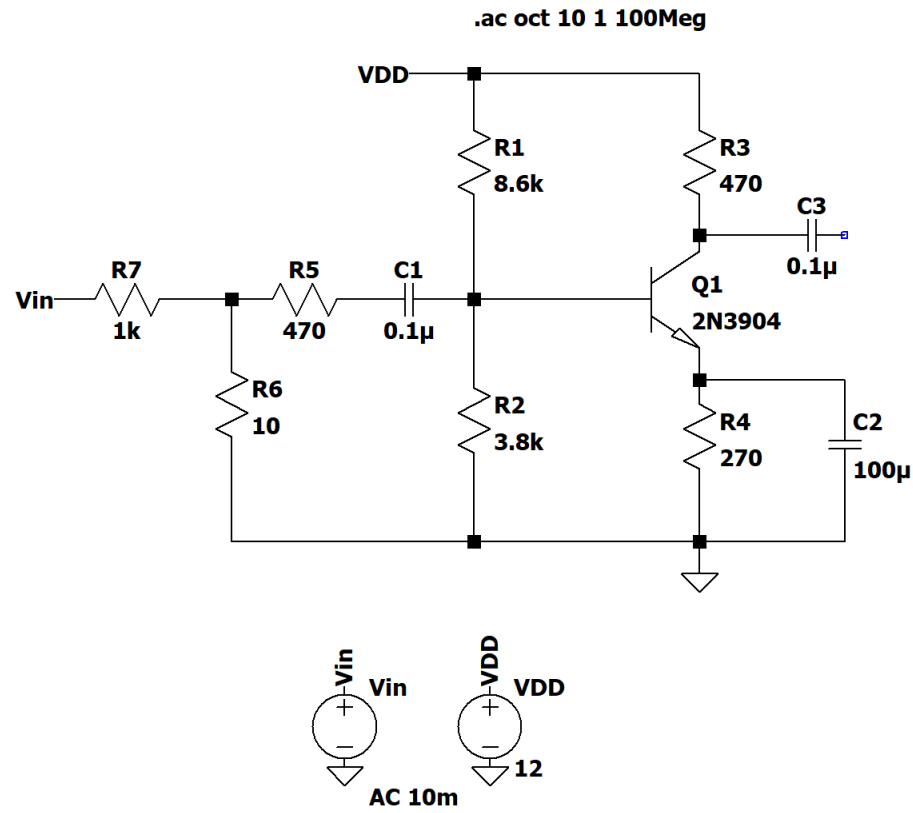 .ac oct 10 1 100Meg
VDD
R1
8.6k
R3
470
C3
0.1µ
R7
1k
R5
470
C1
0.1µ
Vin
Q1
2N3904
R6
10
R2
3.8k
R4
270
C2
100µ
Vin
Vin
AC 10m
VDD
VDD
12